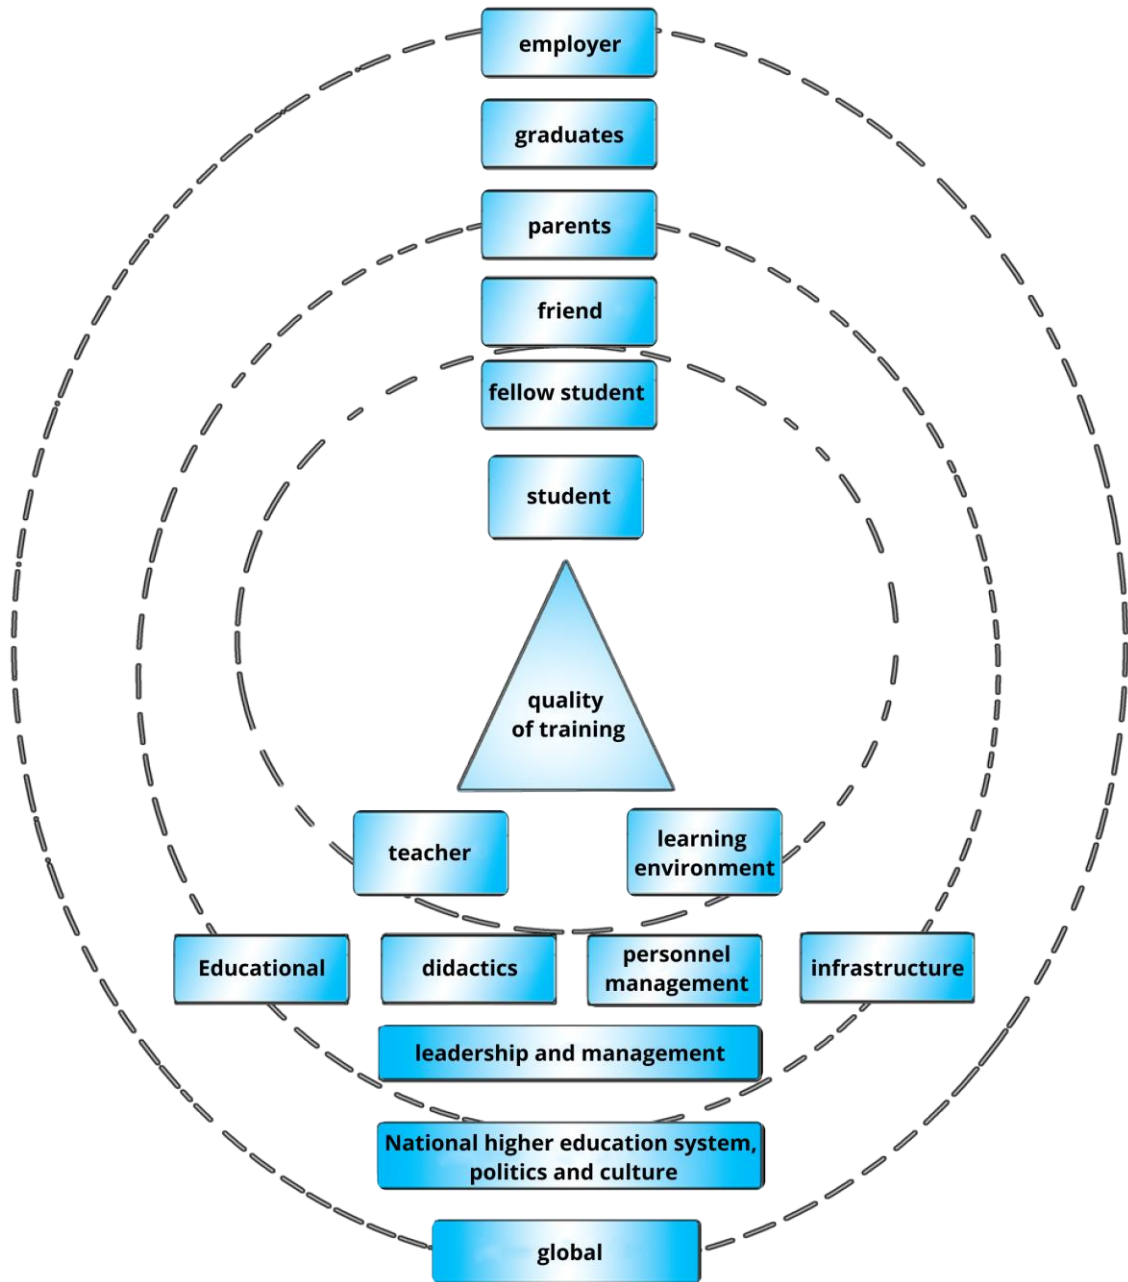 employer
graduates
parents
friend
fellow student
student
quality
of training
teacher
learning
environment
Educational
didactics
personnel
management
infrastructure
leadership and management
National higher education system,
politics and culture
global